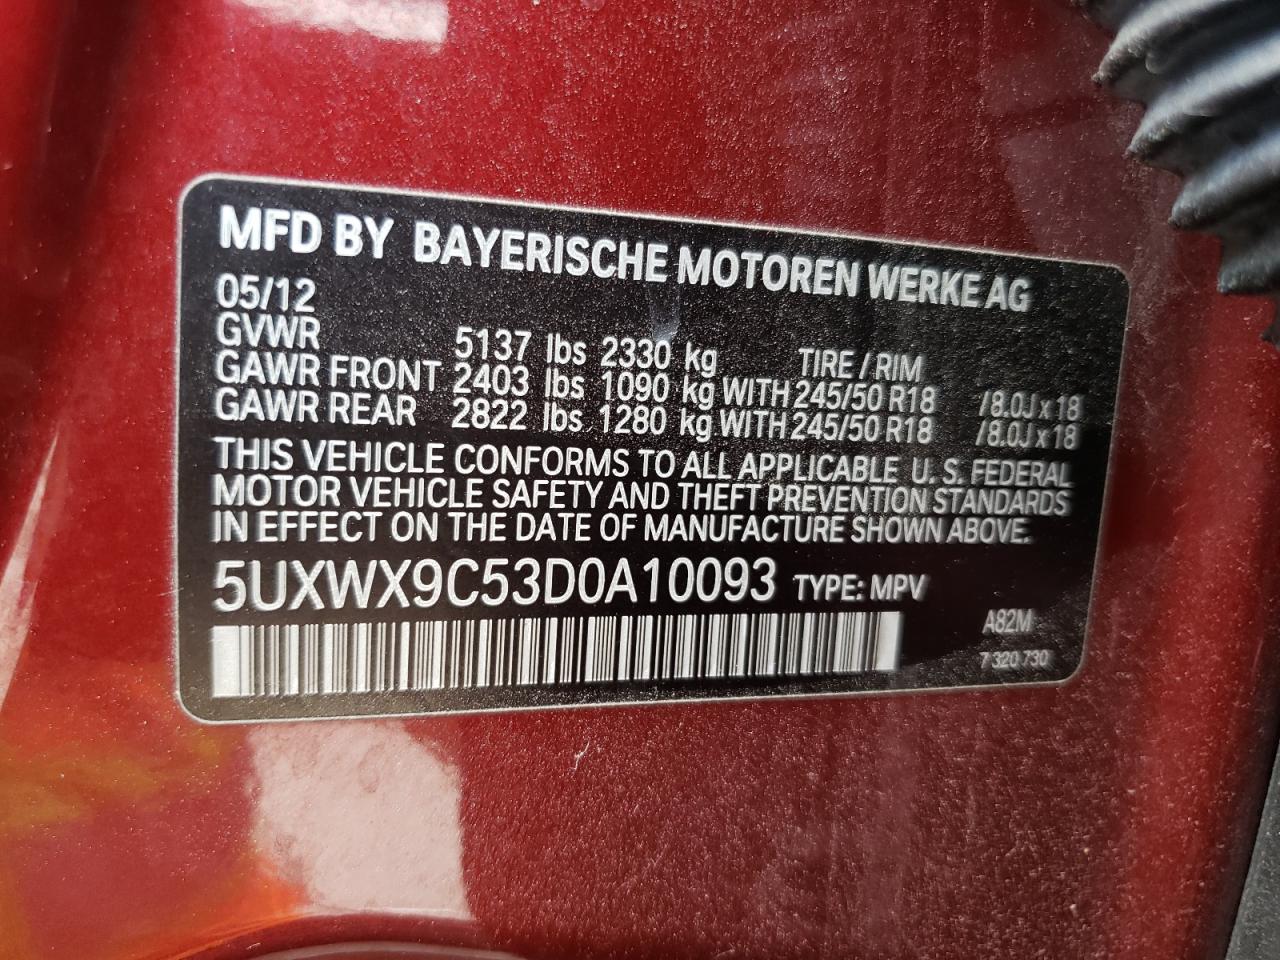 MFD BY BAYERISCHE MOTOREN WERKE AG
05/12
GVWR 5137 lbs 2330 kg TIRE / RIM
GAWR FRONT 2403 lbs 1090 kg WITH 245/50 R18 /8.0J x 18
GAWR REAR 2822 lbs 1280 kg WITH 245/50 R18 /8.0J x 18
THIS VEHICLE CONFORMS TO ALL APPLICABLE U. S. FEDERAL
MOTOR VEHICLE SAFETY AND THEFT PREVENTION STANDARDS
IN EFFECT ON THE DATE OF MANUFACTURE SHOWN ABOVE.
5UXWX9C53D0A10093 TYPE: MPV
A82M
7 320 730